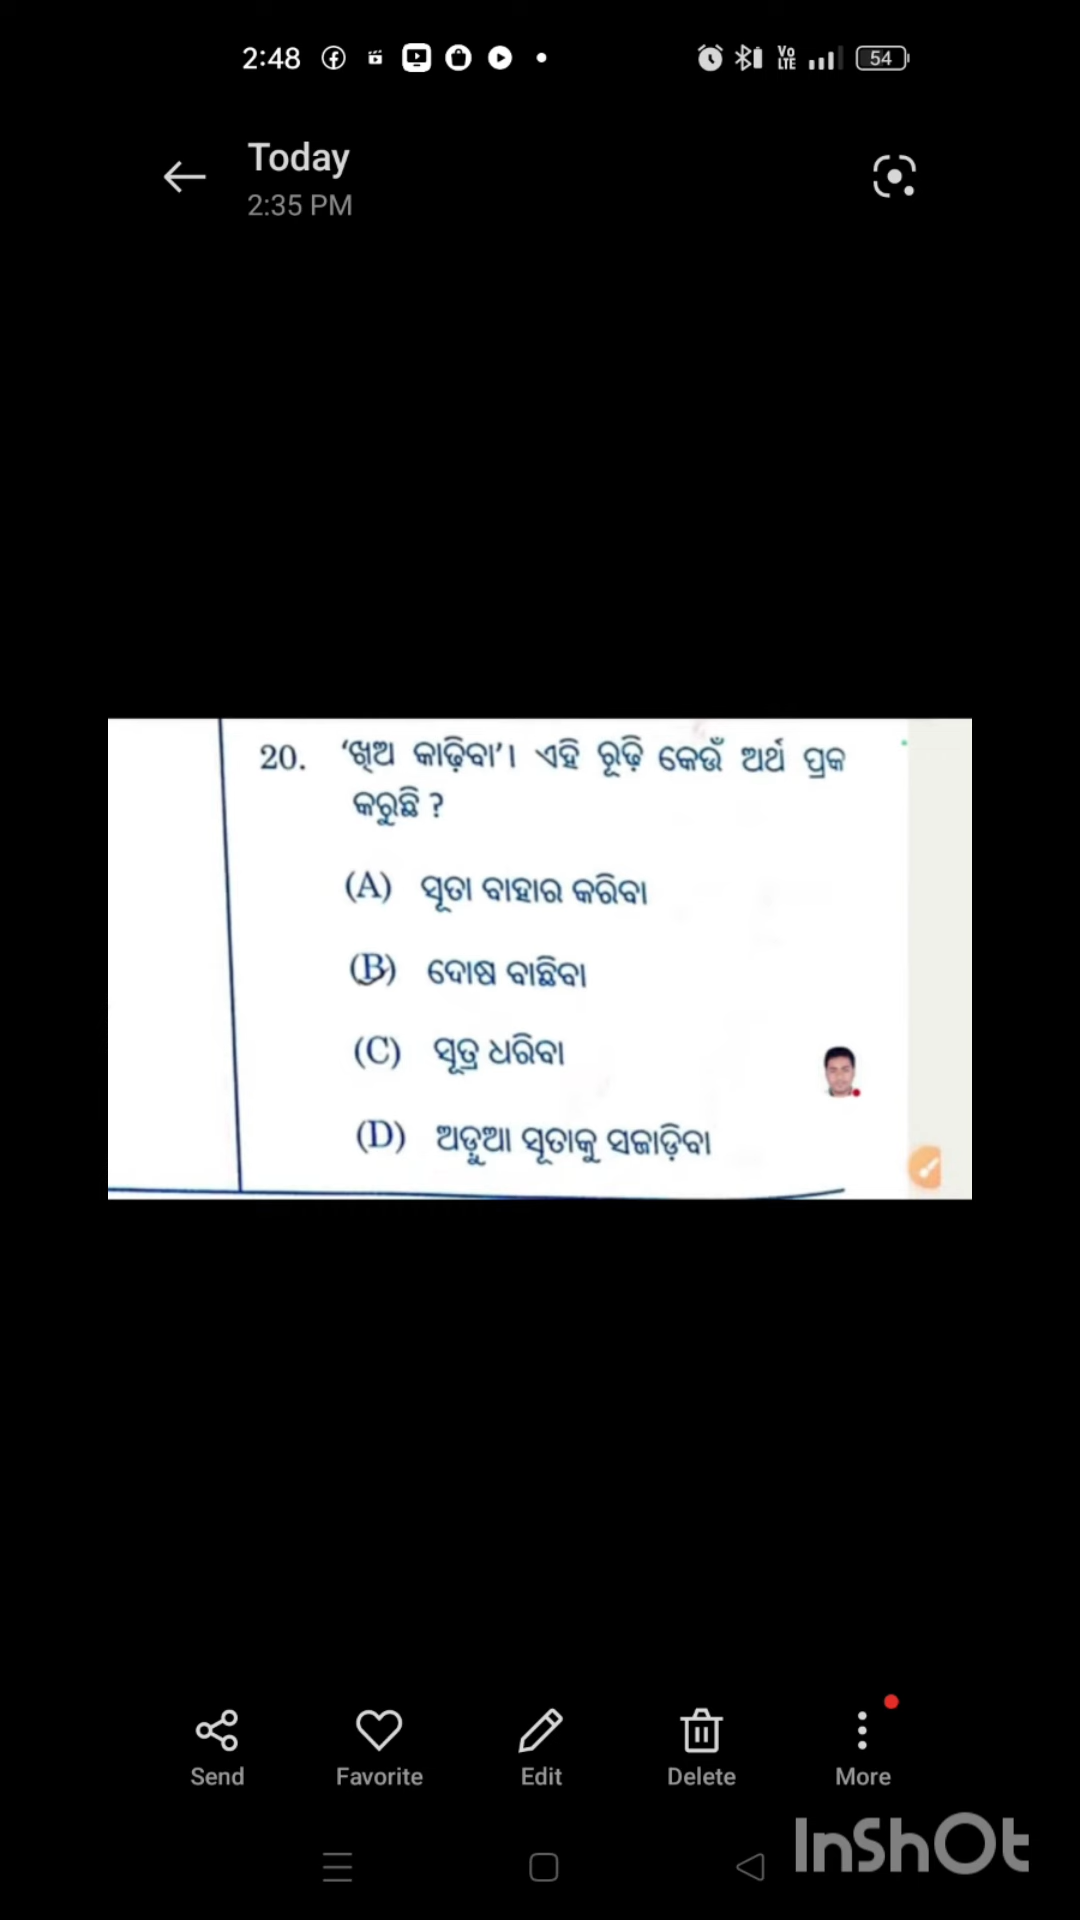 2:48
54
Today
2:35 PM
20. ‘ଖିଅ କାଢ଼ିବା’। ଏହି ରୂଢ଼ି କେଉଁ ଅର୍ଥ ପ୍ରକ
କରୁଛି ?
(A) ସୂତା ବାହାର କରିବା
(B) ଦୋଷ ବାଛିବା
(C) ସୂତ୍ର ଧରିବା
(D) ଅଡୁଆ ସୂତାକୁ ସଜାଡ଼ିବା
Send Favorite Edit Delete More
InShOt